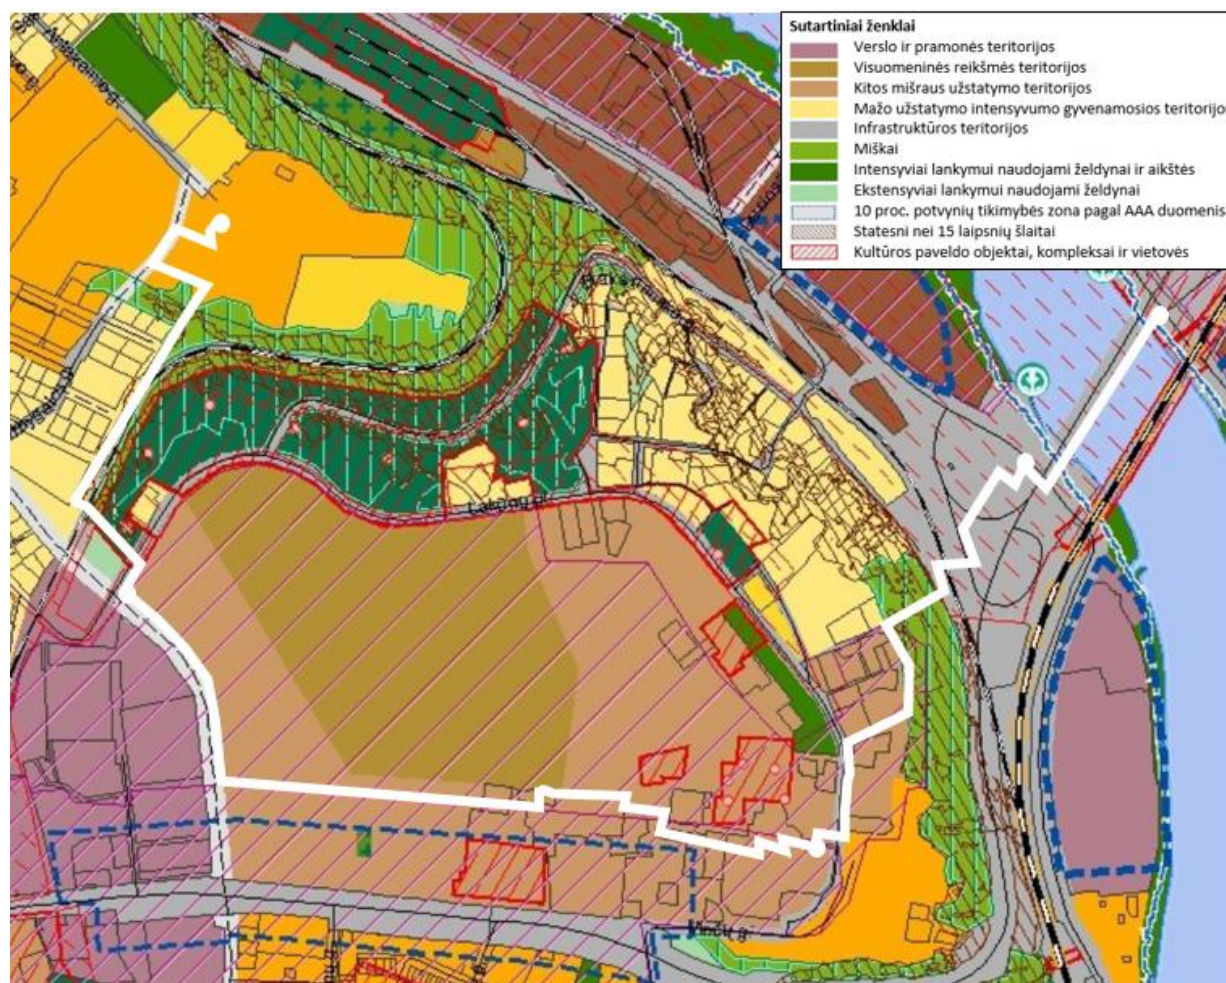 Sutartiniai ženklai
Verslo ir pramonės teritorijos
Visuomeninės reikšmės teritorijos
Kitos mišraus užstatymo teritorijos
Mažo užstatymo intensyvumo gyvenamosios teritorijo
Infrastruktūros teritorijos
Miškai
Intensyviai lankymui naudojami želdynai ir aikštės
Ekstensyviai lankymui naudojami želdynai
10 proc. potvynių tikimybės zona pagal AAA duomenis
Statesni nei 15 laipsnių šlaitai
Kultūros paveldo objektai, kompleksai ir vietovės
Lakūnų